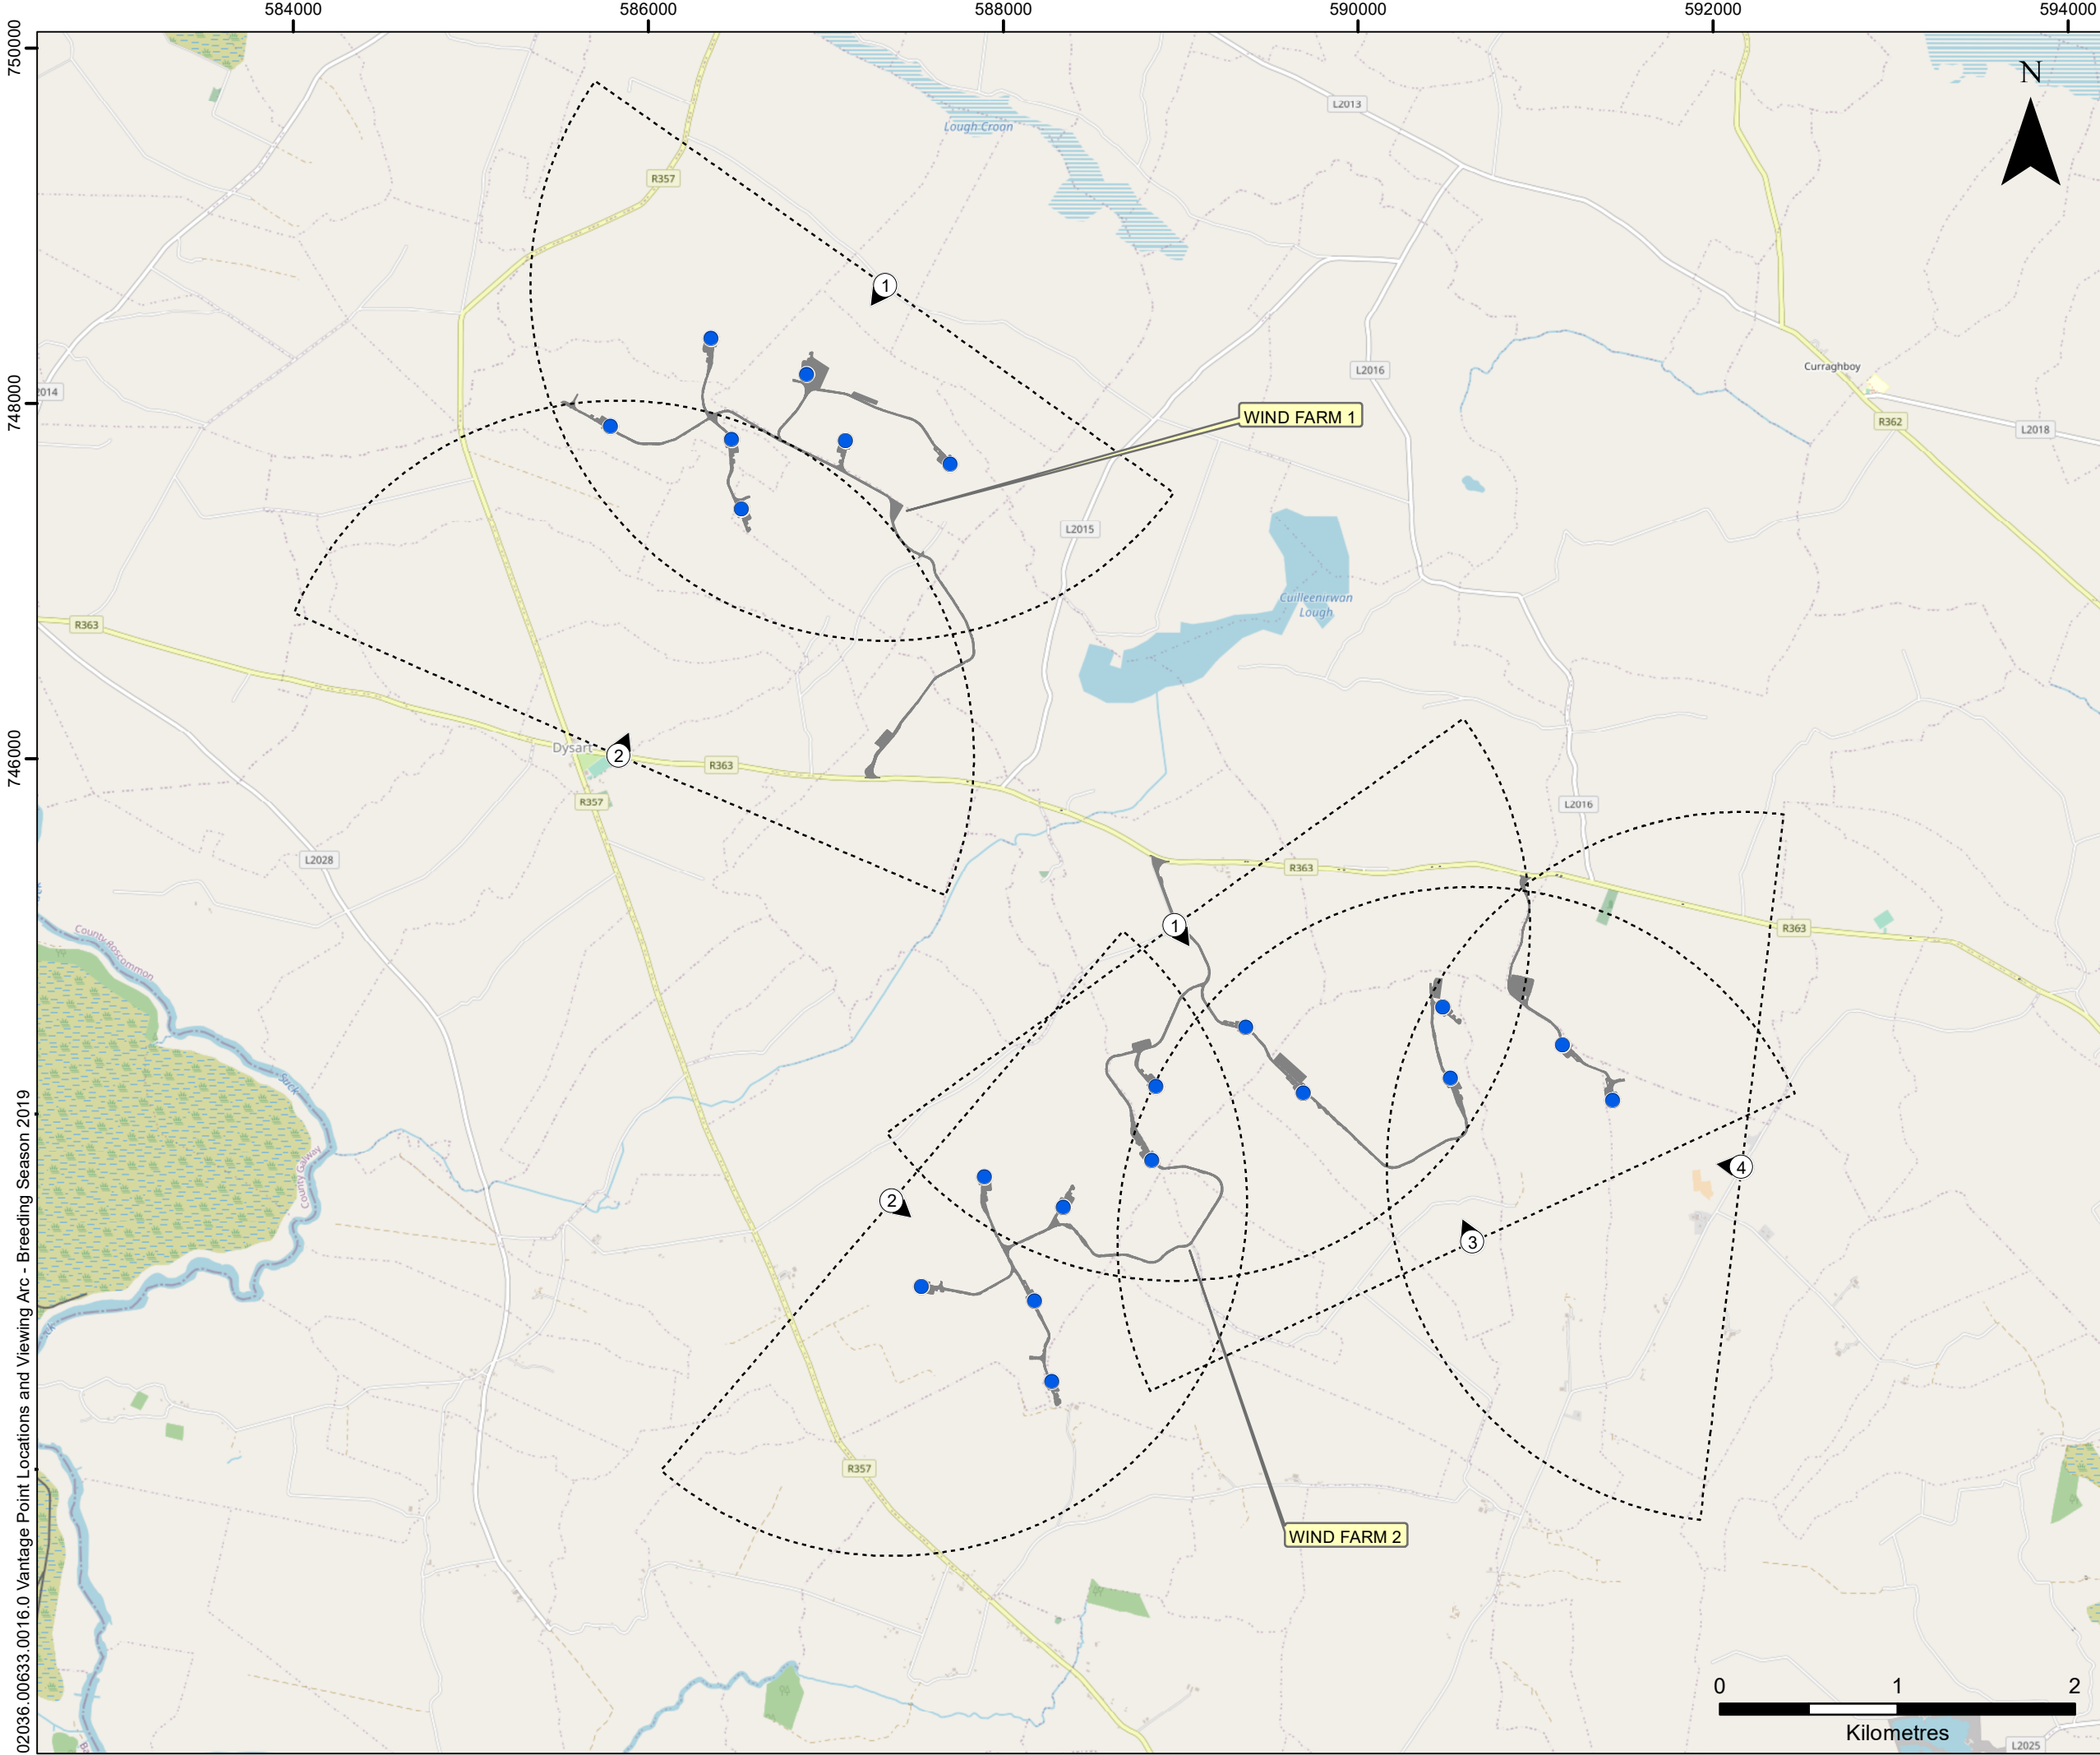 584000
586000
588000
590000
592000
594000
750000
748000
746000
N
L2013
Lough Croan
R357
1
L2016
Curraghboy
R362
L2018
2014
WIND FARM 1
L2015
Cuilleenirwan
Lough
R363
Dysart
2
R363
R357
L2016
L2028
R363
R363
1
County Roscommon
Suck
County Galway
2
4
3
R357
WIND FARM 2
0
1
2
Kilometres
L2025
02036.00633.0016.0 Vantage Point Locations and Viewing Arc - Breeding Season 2019